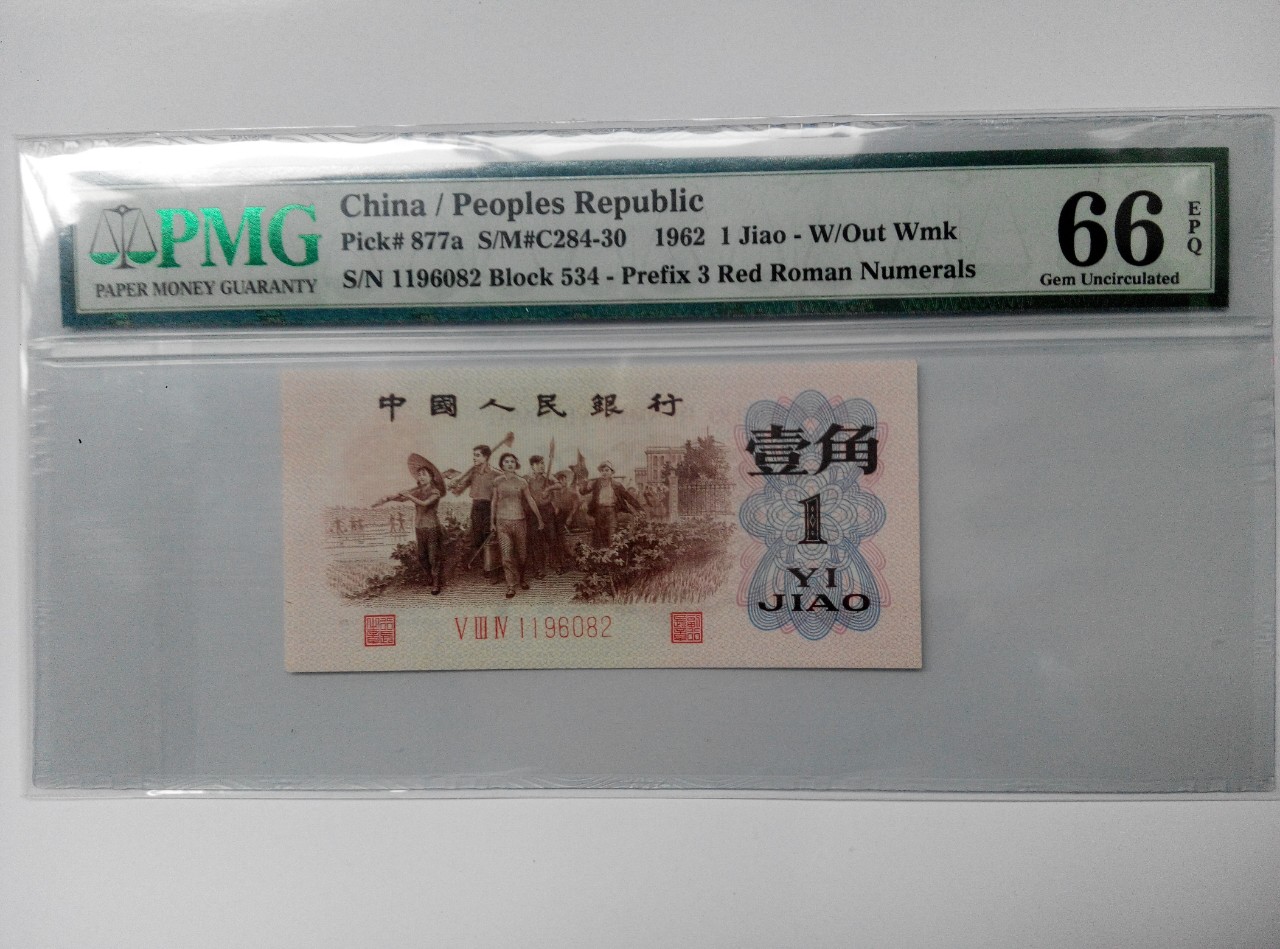 PMG
PAPER MONEY GUARANTY
China / Peoples Republic
Pick# 877a S/M#C284-30 1962 1 Jiao - W/Out Wmk
S/N 1196082 Block 534 - Prefix 3 Red Roman Numerals
66
EPQ
Gem Uncirculated
中國人民銀行
壹角
1
YI
JIAO
V III IV 1196082